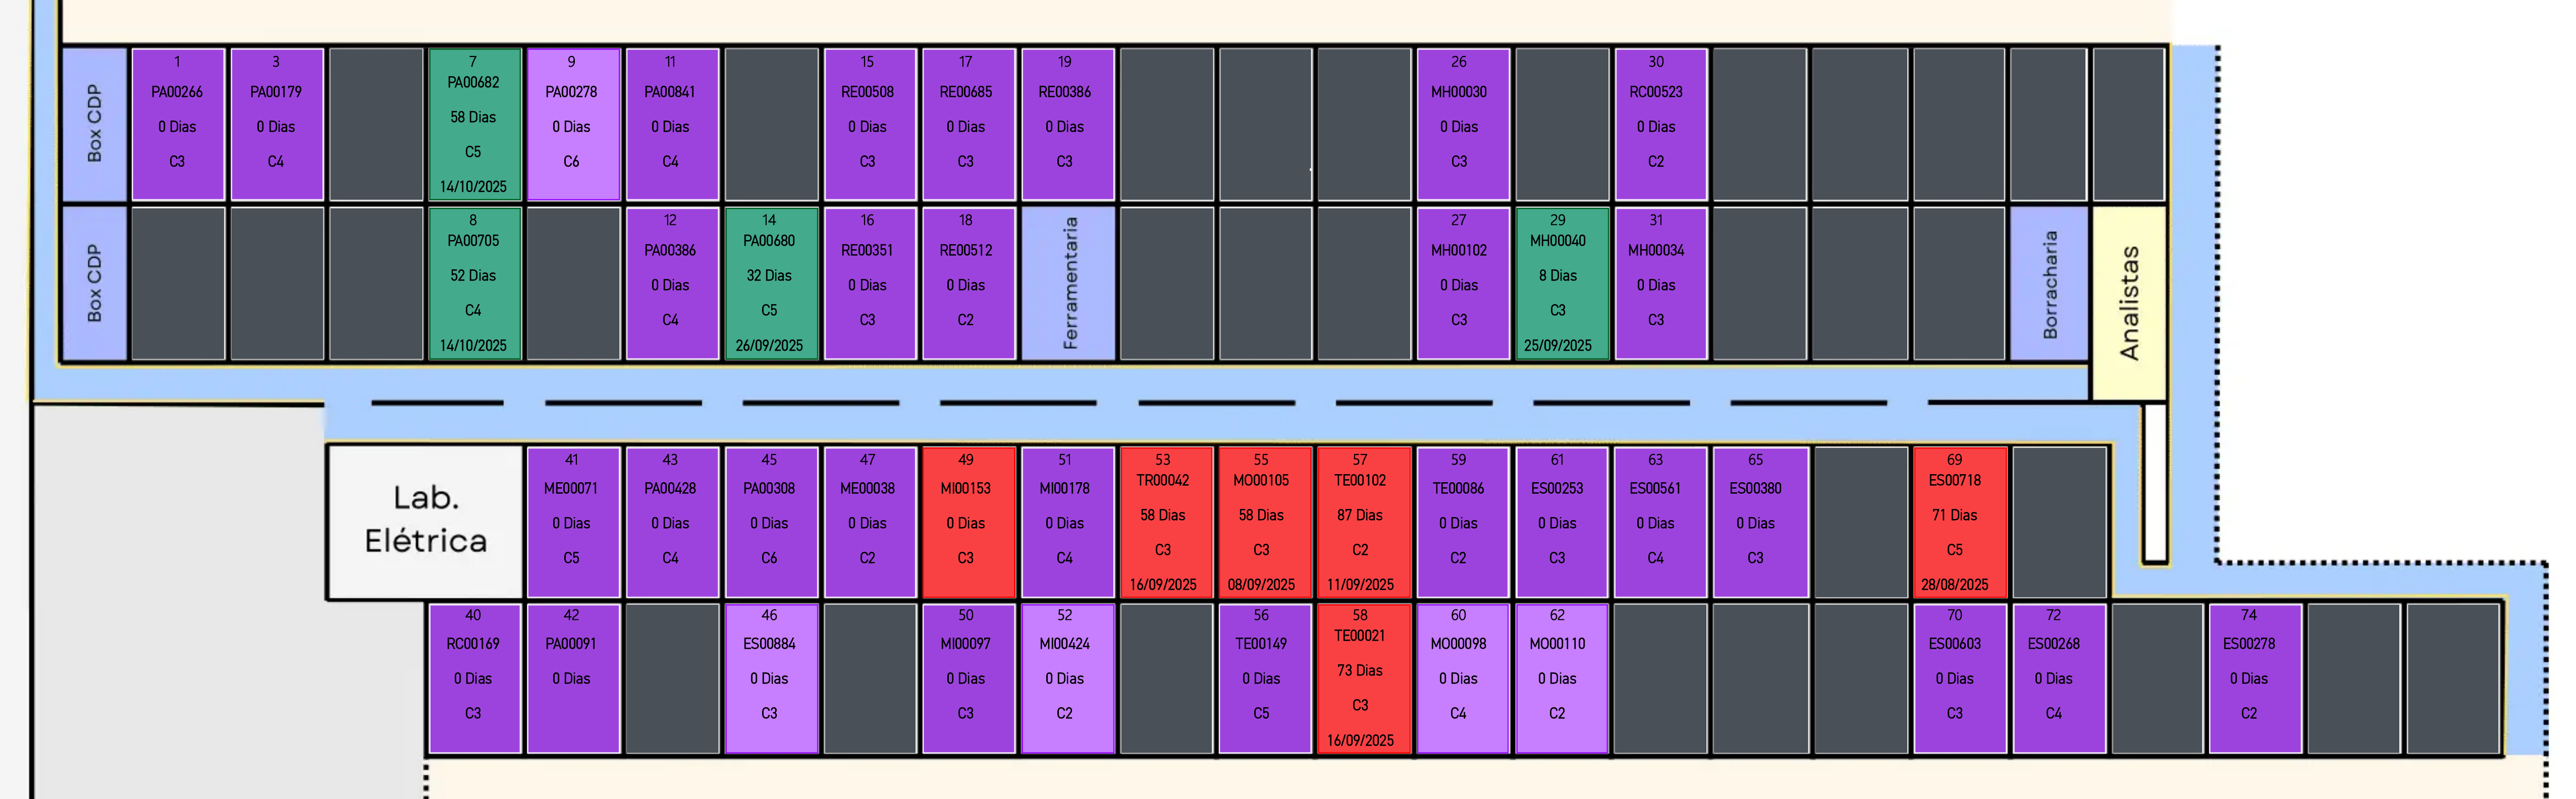 Box CDP
1
PA00266
0 Dias
C3
3
PA00179
0 Dias
C4
7
PA00682
58 Dias
C5
14/10/2025
9
PA00278
0 Dias
C6
11
PA00841
0 Dias
C4
15
RE00508
0 Dias
C3
17
RE00685
0 Dias
C3
19
RE00386
0 Dias
C3
26
MH00030
0 Dias
C3
30
RC00523
0 Dias
C2
Box CDP
8
PA00705
52 Dias
C4
14/10/2025
12
PA00386
0 Dias
C4
14
PA00680
32 Dias
C5
26/09/2025
16
RE00351
0 Dias
C3
18
RE00512
0 Dias
C2
Ferramentaria
27
MH00102
0 Dias
C3
29
MH00040
8 Dias
C3
25/09/2025
31
MH00034
0 Dias
C3
Borracharia
Analistas
Lab.
Elétrica
41
ME00071
0 Dias
C5
43
PA00428
0 Dias
C4
45
PA00308
0 Dias
C6
47
ME00038
0 Dias
C2
49
MI00153
0 Dias
C3
51
MI00178
0 Dias
C4
53
TR00042
58 Dias
C3
16/09/2025
55
MO00105
58 Dias
C3
08/09/2025
57
TE00102
87 Dias
C2
11/09/2025
59
TE00086
0 Dias
C2
61
ES00253
0 Dias
C3
63
ES00561
0 Dias
C4
65
ES00380
0 Dias
C3
69
ES00718
71 Dias
C5
28/08/2025
40
RC00169
0 Dias
C3
42
PA00091
0 Dias
46
ES00884
0 Dias
C3
50
MI00097
0 Dias
C3
52
MI00424
0 Dias
C2
56
TE00149
0 Dias
C5
58
TE00021
73 Dias
C3
16/09/2025
60
MO00098
0 Dias
C4
62
MO00110
0 Dias
C2
70
ES00603
0 Dias
C3
72
ES00268
0 Dias
C4
74
ES00278
0 Dias
C2